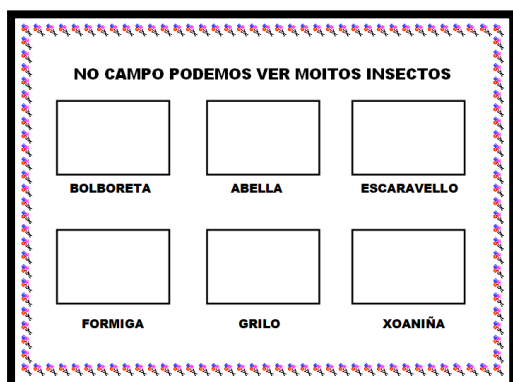 NO CAMPO PODEMOS VER MOITOS INSECTOS
BOLBORETA ABELLA ESCARAVELLO
FORMIGA GRILO XOANIÑA